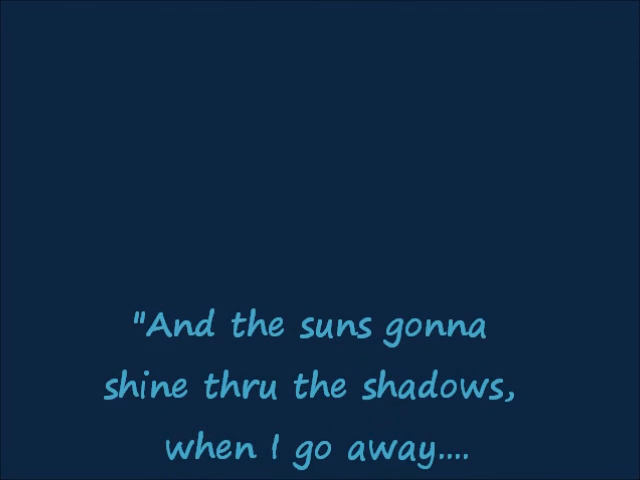 "And the suns gonna
shine thru the shadows,
when I go away....